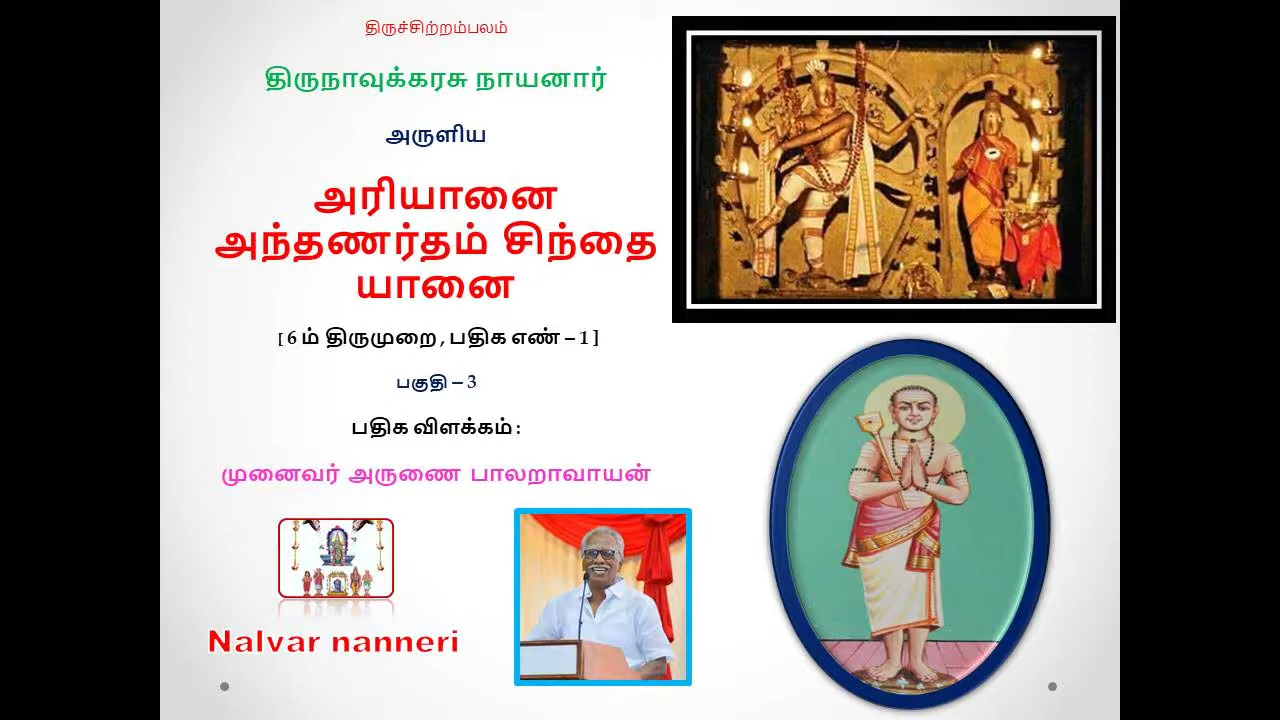 திருச்சிற்றம்பலம்
திருநாவுக்கரசு நாயனார்
அருளிய
அரியானை
அந்தணர்தம் சிந்தை
யானை
[ 6 ம் திருமுறை , பதிக எண் – 1 ]
பகுதி – 3
பதிக விளக்கம் :
முனைவர் அருணை பாலறாவாயன்
Nalvar nanneri